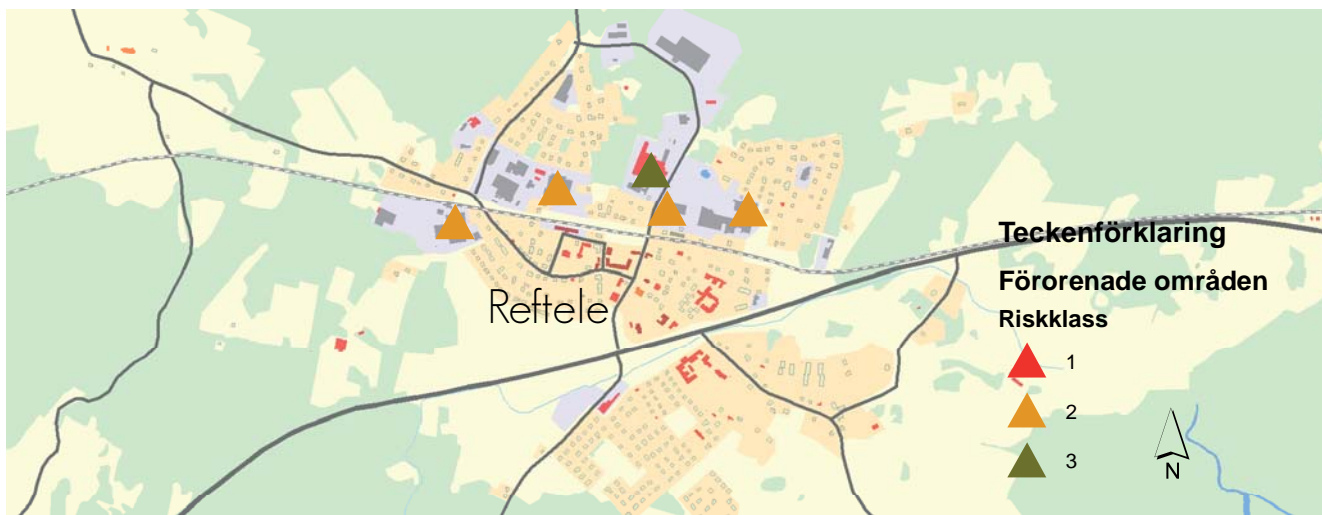 Reftele
Teckenförklaring
Förorenade områden
Riskklass
1
2
3
N